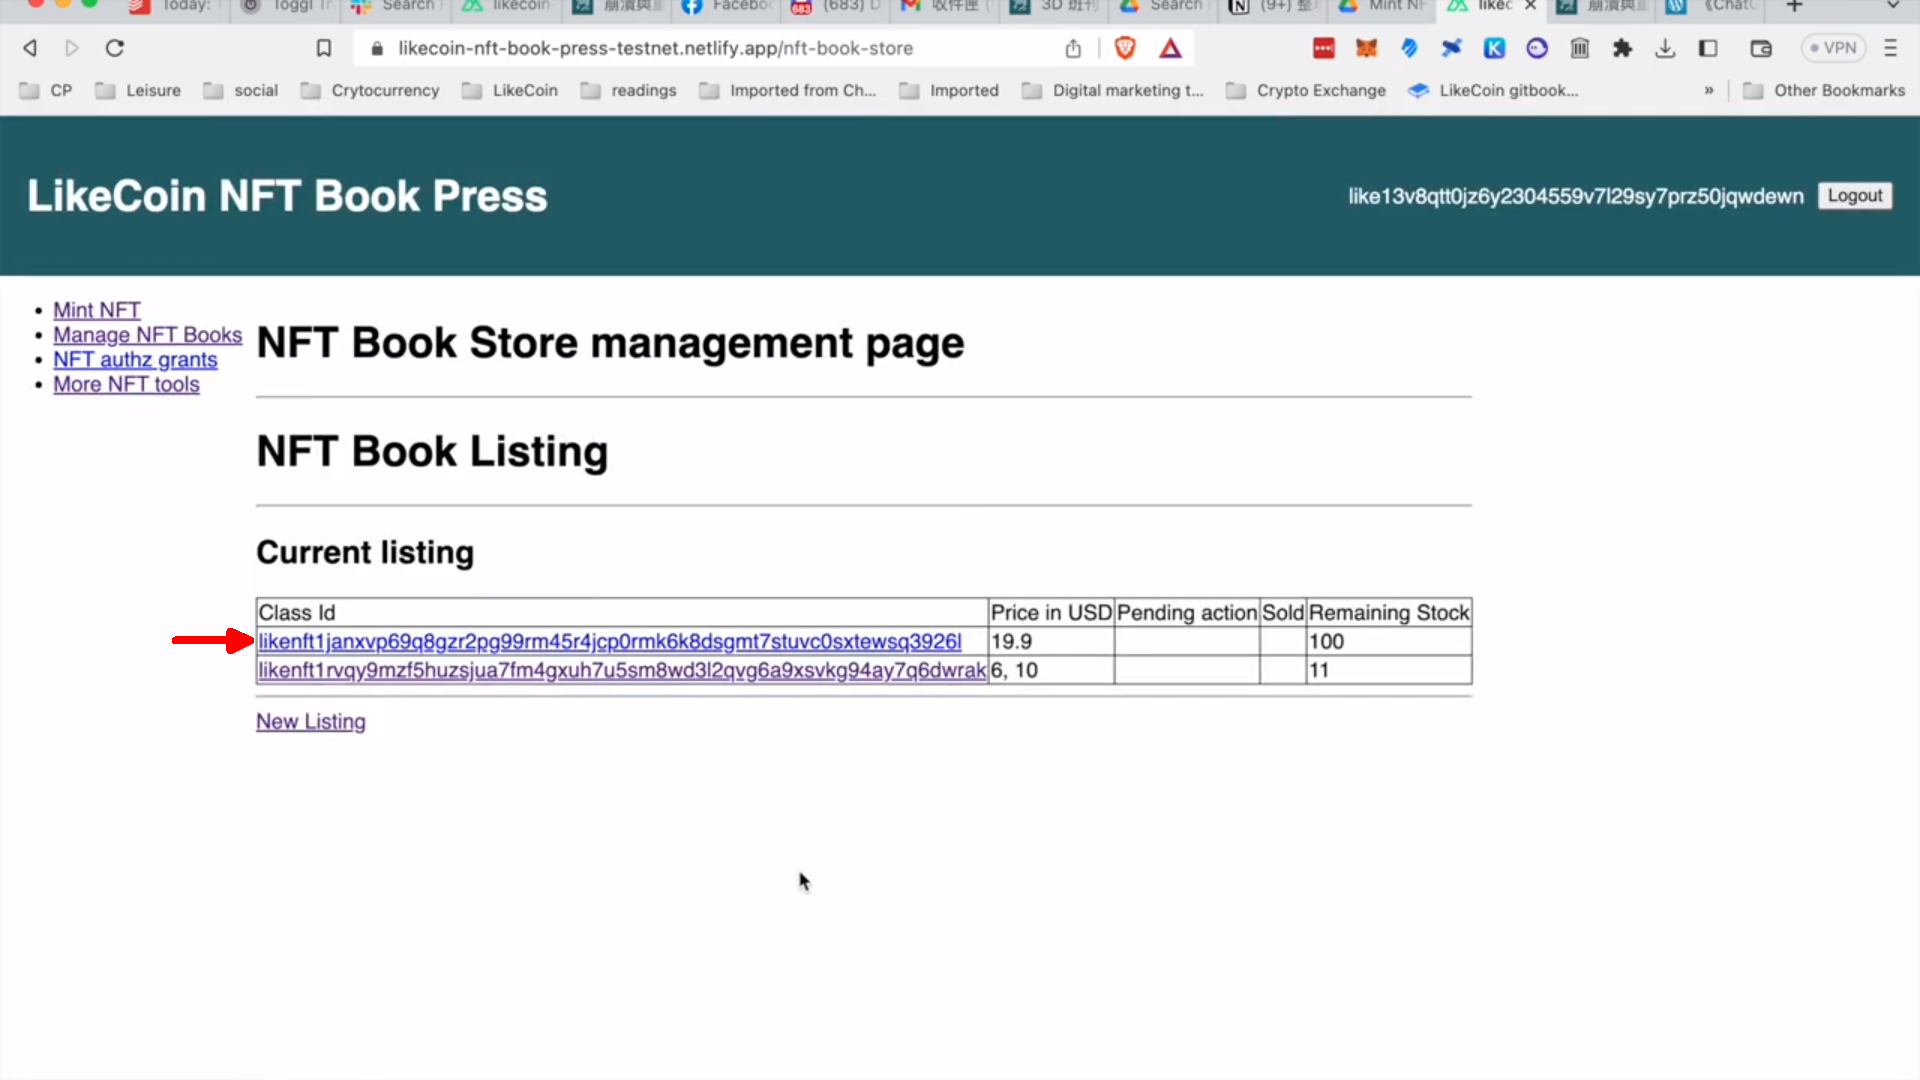 Today:
Toggl
Search
likecoin-
崩潰與
Facebo
(683)
收件匣
3D
Search
(9+)
Mint NF
likec
崩潰與
《Chat
likecoin-nft-book-press-testnet.netlify.app/nft-book-store
VPN
CP
Leisure
social
Crytocurrency
LikeCoin
readings
Imported from Ch...
Imported
Digital marketing t...
Crypto Exchange
LikeCoin gitbook...
»
Other Bookmarks
LikeCoin NFT Book Press
like13v8qtt0jz6y2304559v7l29sy7prz50jqwdewn
Logout
Mint NFT
Manage NFT Books
NFT authz grants
More NFT tools
NFT Book Store management page
NFT Book Listing
Current listing
Class Id Price in USD Pending action Sold Remaining Stock
likenft1janxvp69q8gzr2pg99rm45r4jcp0rmk6k8dsgmt7stuvc0sxtewsq3926l 19.9 100
likenft1rvqy9mzf5huzsjua7fm4gxuh7u5sm8wd3l2qvg6a9xsvkg94ay7q6dwrak 6, 10 11
New Listing